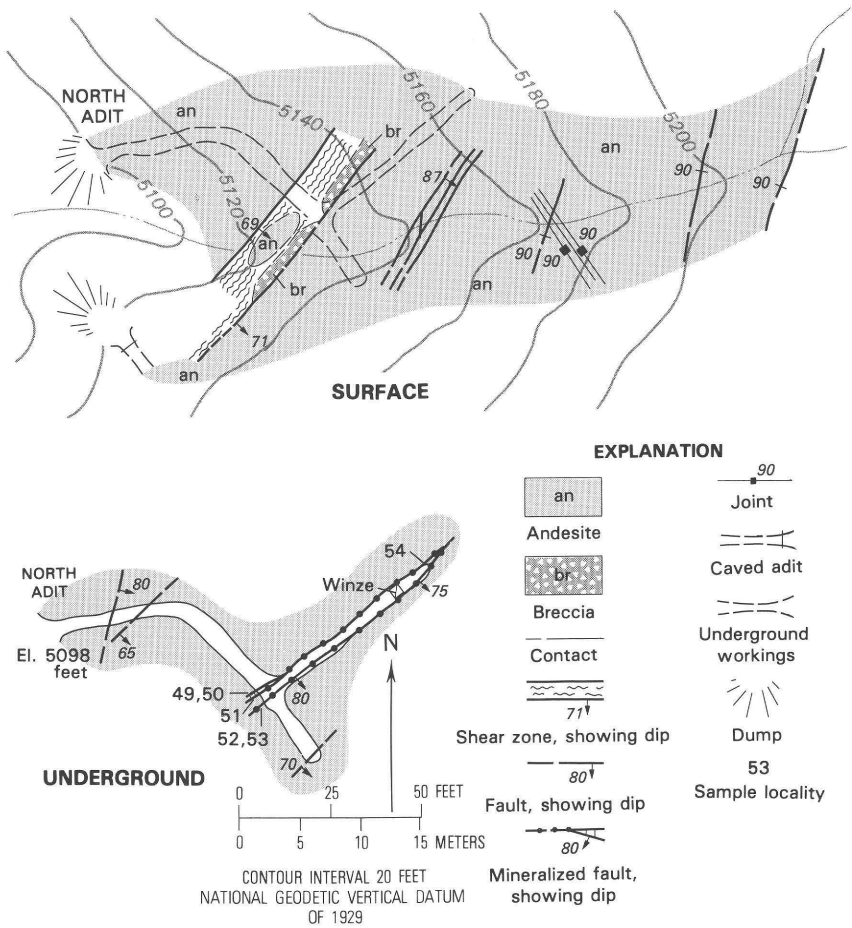 NORTH
ADIT
an
5100
5120
5140
br
5160
5180
5200
an
87
90
90
69
an
90
90
90
br
an
71
an
SURFACE
EXPLANATION
an
Andesite
br
Breccia
Contact
71
Shear zone, showing dip
80
Fault, showing dip
80
Mineralized fault,
showing dip
90
Joint
Caved adit
Underground
workings
Dump
53
Sample locality
NORTH
ADIT
80
65
El. 5098
feet
54
Winze
75
49,50
51
52,53
80
70
N
UNDERGROUND
0 25 50 FEET
0 5 10 15 METERS
CONTOUR INTERVAL 20 FEET
NATIONAL GEODETIC VERTICAL DATUM
OF 1929